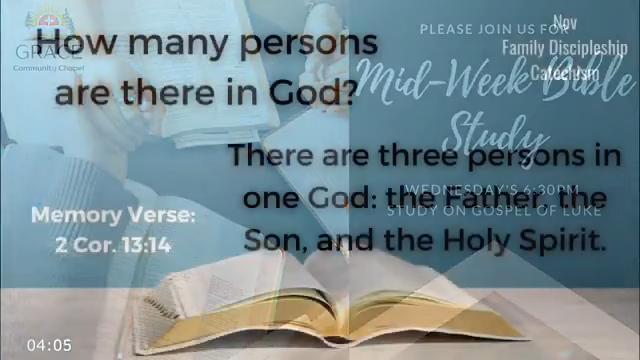 GRACE
Community Chapel
How many persons
are there in God?
PLEASE JOIN US FOR
Mid-Week Bible
Study
WEDNESDAY'S 6:30PM
STUDY ON GOSPEL OF LUKE
Nov
Family Discipleship
Catechism
There are three persons in
one God: the Father, the
Son, and the Holy Spirit.
Memory Verse:
2 Cor. 13:14
04:05